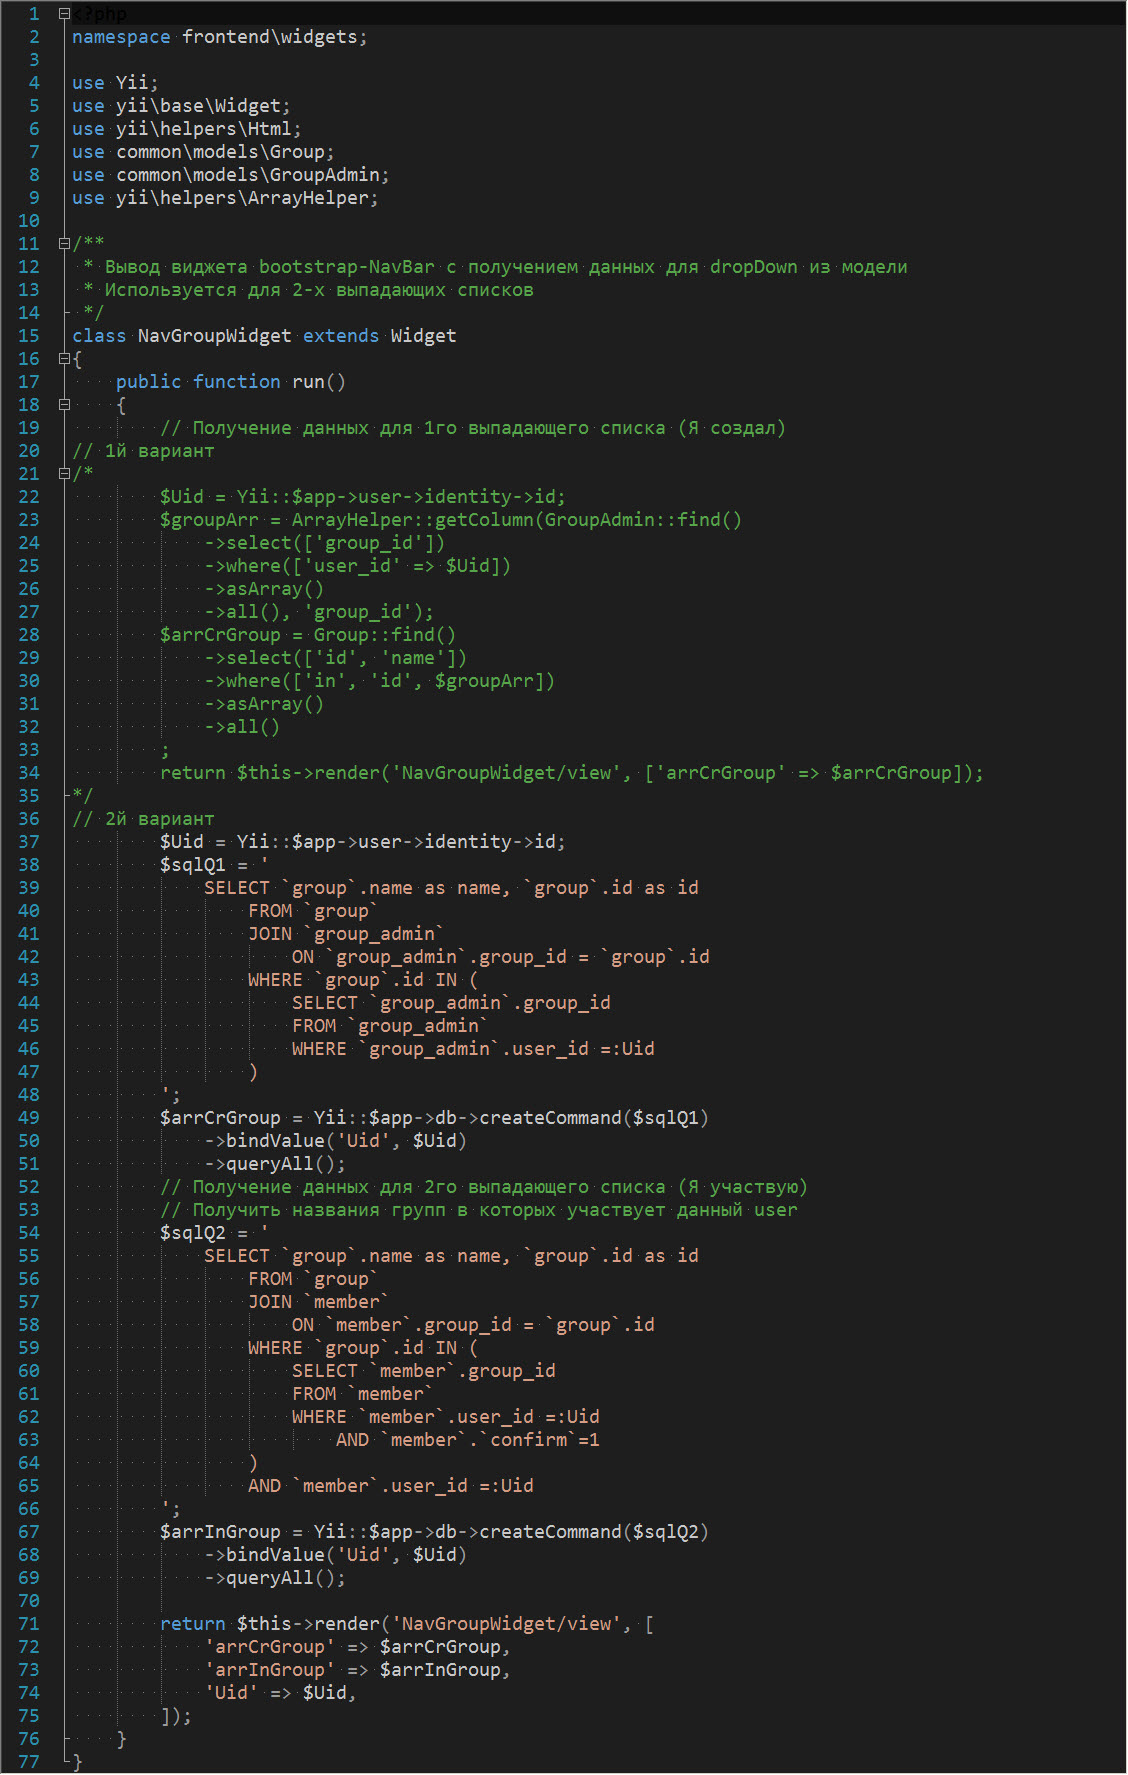 1 <?php
2 namespace frontend\widgets;
3
4 use Yii;
5 use yii\base\Widget;
6 use yii\helpers\Html;
7 use common\models\Group;
8 use common\models\GroupAdmin;
9 use yii\helpers\ArrayHelper;
10
11 /**
12  * Вывод виджета bootstrap-NavBar с получением данных для dropDown из модели
13  * Используется для 2-х выпадающих списков
14  */
15 class NavGroupWidget extends Widget
16 {
17     public function run()
18     {
19         // Получение данных для 1го выпадающего списка (Я создал)
20 // 1й вариант
21 /*
22         $Uid = Yii::$app->user->identity->id;
23         $groupArr = ArrayHelper::getColumn(GroupAdmin::find()
24             ->select(['group_id'])
25             ->where(['user_id' => $Uid])
26             ->asArray()
27             ->all(), 'group_id');
28         $arrCrGroup = Group::find()
29             ->select(['id', 'name'])
30             ->where(['in', 'id', $groupArr])
31             ->asArray()
32             ->all()
33         ;
34         return $this->render('NavGroupWidget/view', ['arrCrGroup' => $arrCrGroup]);
35 */
36 // 2й вариант
37         $Uid = Yii::$app->user->identity->id;
38         $sqlQ1 = '
39             SELECT `group`.name as name, `group`.id as id
40                 FROM `group`
41                 JOIN `group_admin`
42                     ON `group_admin`.group_id = `group`.id
43                 WHERE `group`.id IN (
44                     SELECT `group_admin`.group_id
45                     FROM `group_admin`
46                     WHERE `group_admin`.user_id =:Uid
47                 )
48         ';
49         $arrCrGroup = Yii::$app->db->createCommand($sqlQ1)
50             ->bindValue('Uid', $Uid)
51             ->queryAll();
52         // Получение данных для 2го выпадающего списка (Я участвую)
53         // Получить названия групп в которых участвует данный user
54         $sqlQ2 = '
55             SELECT `group`.name as name, `group`.id as id
56                 FROM `group`
57                 JOIN `member`
58                     ON `member`.group_id = `group`.id
59                 WHERE `group`.id IN (
60                     SELECT `member`.group_id
61                     FROM `member`
62                     WHERE `member`.user_id =:Uid
63                         AND `member`.`confirm`=1
64                 )
65                 AND `member`.user_id =:Uid
66         ';
67         $arrInGroup = Yii::$app->db->createCommand($sqlQ2)
68             ->bindValue('Uid', $Uid)
69             ->queryAll();
70
71         return $this->render('NavGroupWidget/view', [
72             'arrCrGroup' => $arrCrGroup,
73             'arrInGroup' => $arrInGroup,
74             'Uid' => $Uid,
75         ]);
76     }
77 }